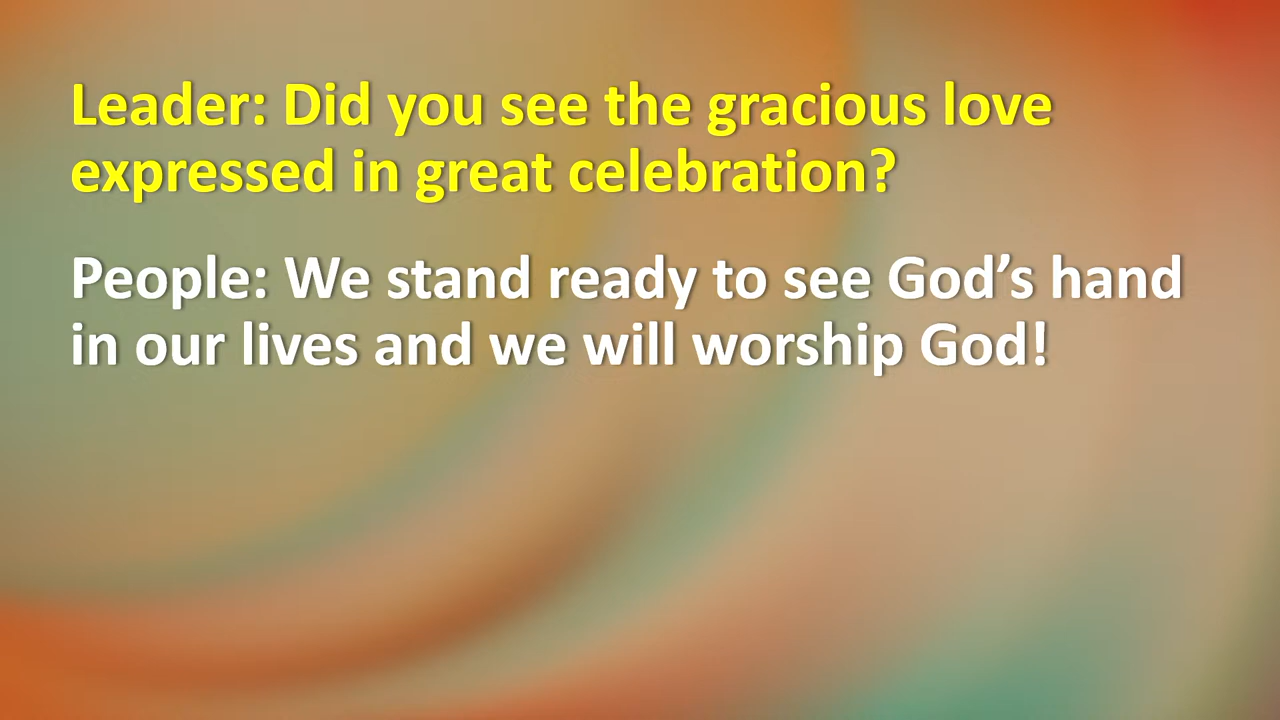 Leader: Did you see the gracious love
expressed in great celebration?
People: We stand ready to see God’s hand
in our lives and we will worship God!